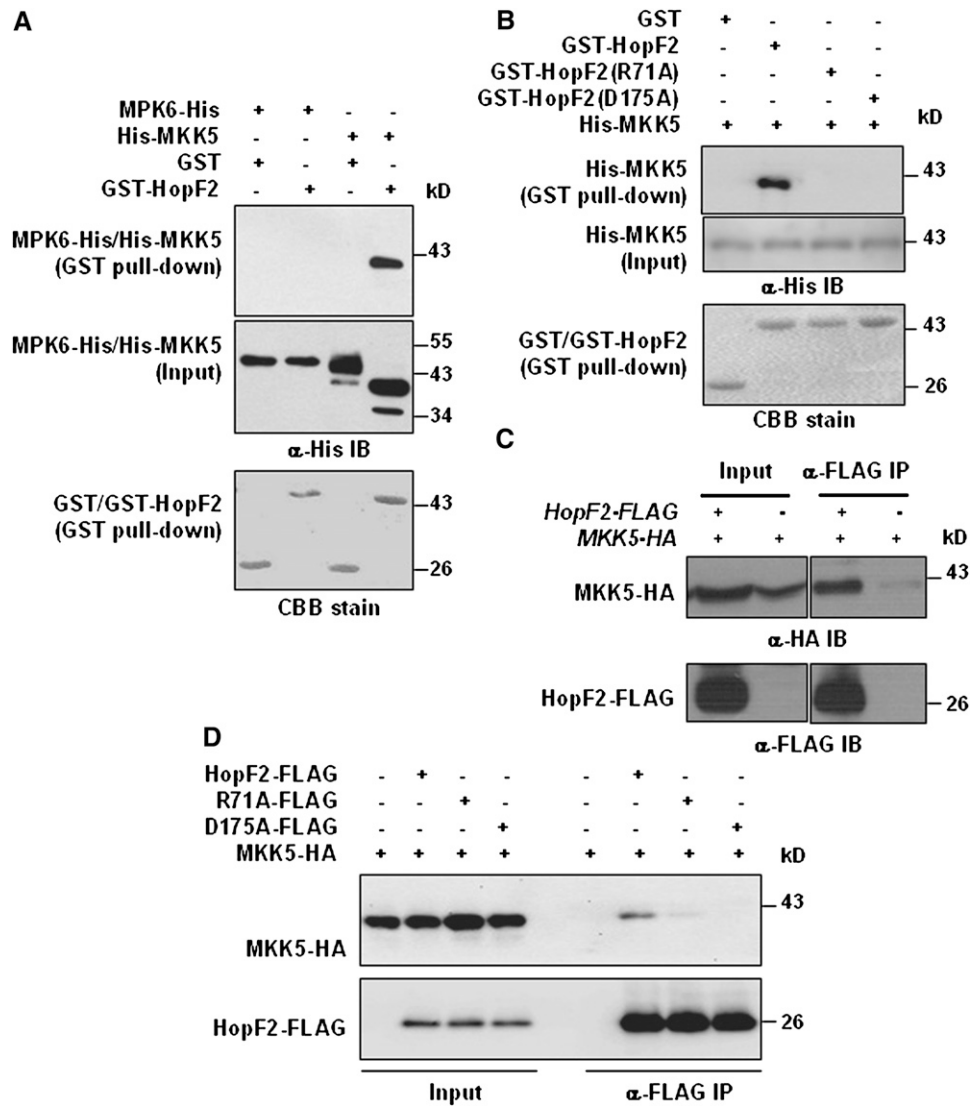 A
MPK6-His + + - -
His-MKK5 - - + +
GST + - + -
GST-HopF2 - + - + kD
MPK6-His/His-MKK5
(GST pull-down)
43
MPK6-His/His-MKK5
(Input)
55
43
34
α-His IB
GST/GST-HopF2
(GST pull-down)
43
26
CBB stain
B
GST + - - -
GST-HopF2 - + - -
GST-HopF2(R71A) - - + -
GST-HopF2(D175A) - - - +
His-MKK5 + + + + kD
His-MKK5
(GST pull-down)
43
His-MKK5
(Input)
43
α-His IB
GST/GST-HopF2
(GST pull-down)
43
26
CBB stain
C
Input α-FLAG IP
HopF2-FLAG + - + -
MKK5-HA + + + + kD
MKK5-HA
43
α-HA IB
HopF2-FLAG
26
α-FLAG IB
D
HopF2-FLAG - + - - - + - -
R71A-FLAG - - + - - - + -
D175A-FLAG - - - + - - - +
MKK5-HA + + + + + + + + kD
MKK5-HA
43
HopF2-FLAG
26
Input α-FLAG IP